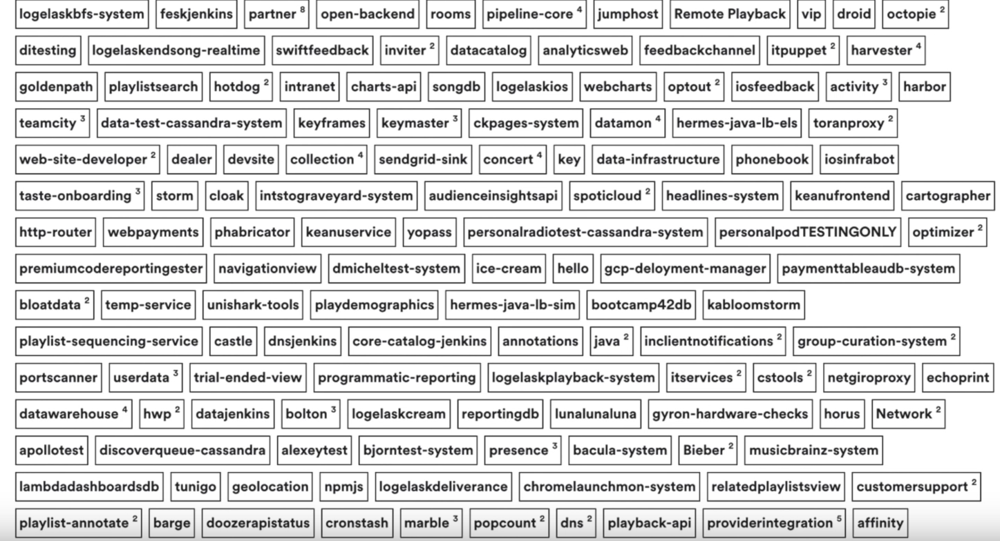 logelaskbfs-system feskjenkins partner ⁸ open-backend rooms pipeline-core ⁴ jumphost Remote Playback vip droid octopie ²
ditesting logelaskendsong-realtime swiftfeedback inviter ² datacatalog analyticsweb feedbackchannel itpuppet ² harvester ⁴
goldenpath playlistsearch hotdog ² intranet charts-api songdb logelaskios webcharts optout ² iosfeedback activity ³ harbor
teamcity ³ data-test-cassandra-system keyframes keymaster ³ ckpages-system datamon ⁴ hermes-java-lb-els toranproxy ²
web-site-developer ² dealer devsite collection ⁴ sendgrid-sink concert ⁴ key data-infrastructure phonebook iosinfrabot
taste-onboarding ³ storm cloak intstograveyard-system audienceinsightsapi spoticloud ² headlines-system keanufrontend cartographer
http-router webpayments phabricator keanuservice yopass personalradiotest-cassandra-system personalpodTESTINGONLY optimizer ²
premiumcodereportingester navigationview dmicheltest-system ice-cream hello gcp-deloyment-manager paymenttableaudb-system
bloatdata ² temp-service unishark-tools playdemographics hermes-java-lb-sim bootcamp42db kabloomstorm
playlist-sequencing-service castle dnsjenkins core-catalog-jenkins annotations java ² inclientnotifications ² group-curation-system ²
portscanner userdata ³ trial-ended-view programmatic-reporting logelaskplayback-system itservices ² cstools ² netgiroproxy echoprint
datawarehouse ⁴ hwp ² datajenkins bolton ³ logelaskcream reportingdb lunalunaluna gyron-hardware-checks horus Network ²
apollotest discoverqueue-cassandra alexeytest bjorntest-system presence ³ bacula-system Bieber ² musicbrainz-system
lambdadashboardsdb tunigo geolocation npmjs logelaskdeliverance chromelaunchmon-system relatedplaylistsview customersupport ²
playlist-annotate ² barge doozerapistatus cronstash marble ³ popcount ² dns ² playback-api providerintegration ⁵ affinity